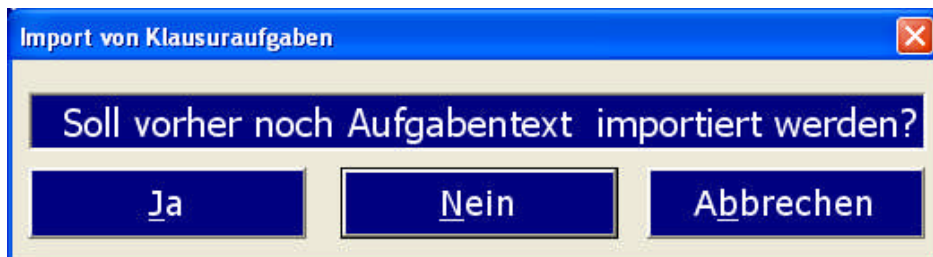 Import von Klausuraufgaben
Soll vorher noch Aufgabentext importiert werden?
Ja Nein Abbrechen